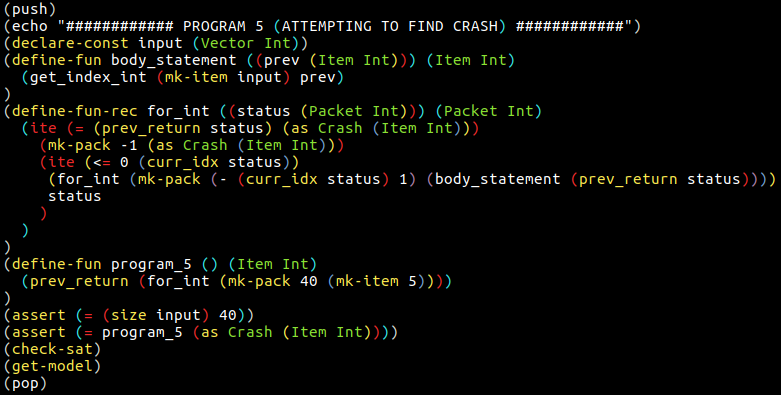 (push)
(echo "############ PROGRAM 5 (ATTEMPTING TO FIND CRASH) ############")
(declare-const input (Vector Int))
(define-fun body_statement ((prev (Item Int))) (Item Int)
  (get_index_int (mk-item input) prev)
)
(define-fun-rec for_int ((status (Packet Int))) (Packet Int)
  (ite (= (prev_return status) (as Crash (Item Int)))
    (mk-pack -1 (as Crash (Item Int)))
    (ite (<= 0 (curr_idx status))
     (for_int (mk-pack (- (curr_idx status) 1) (body_statement (prev_return status))))
     status
    )
  )
)
(define-fun program_5 () (Item Int)
  (prev_return (for_int (mk-pack 40 (mk-item 5))))
)
(assert (= (size input) 40))
(assert (= program_5 (as Crash (Item Int))))
(check-sat)
(get-model)
(pop)